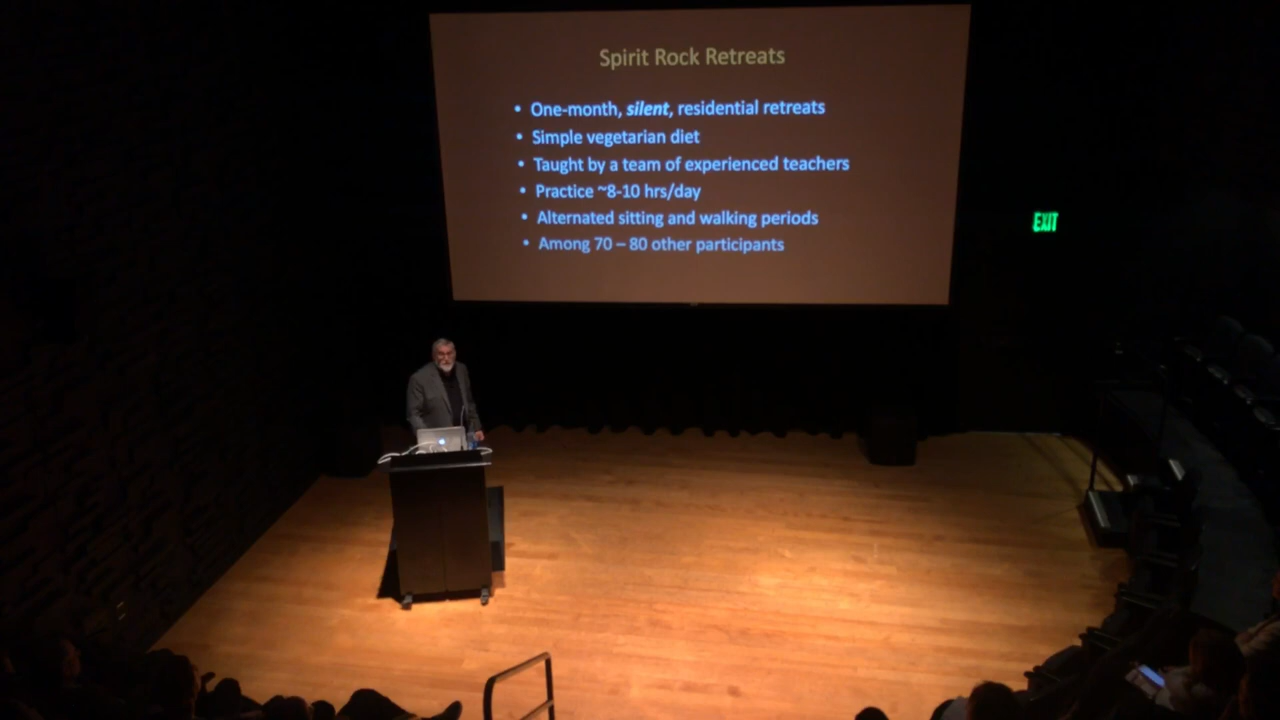 Spirit Rock Retreats
• One-month, silent, residential retreats
• Simple vegetarian diet
• Taught by a team of experienced teachers
• Practice ~8-10 hrs/day
• Alternated sitting and walking periods
• Among 70 – 80 other participants
EXIT